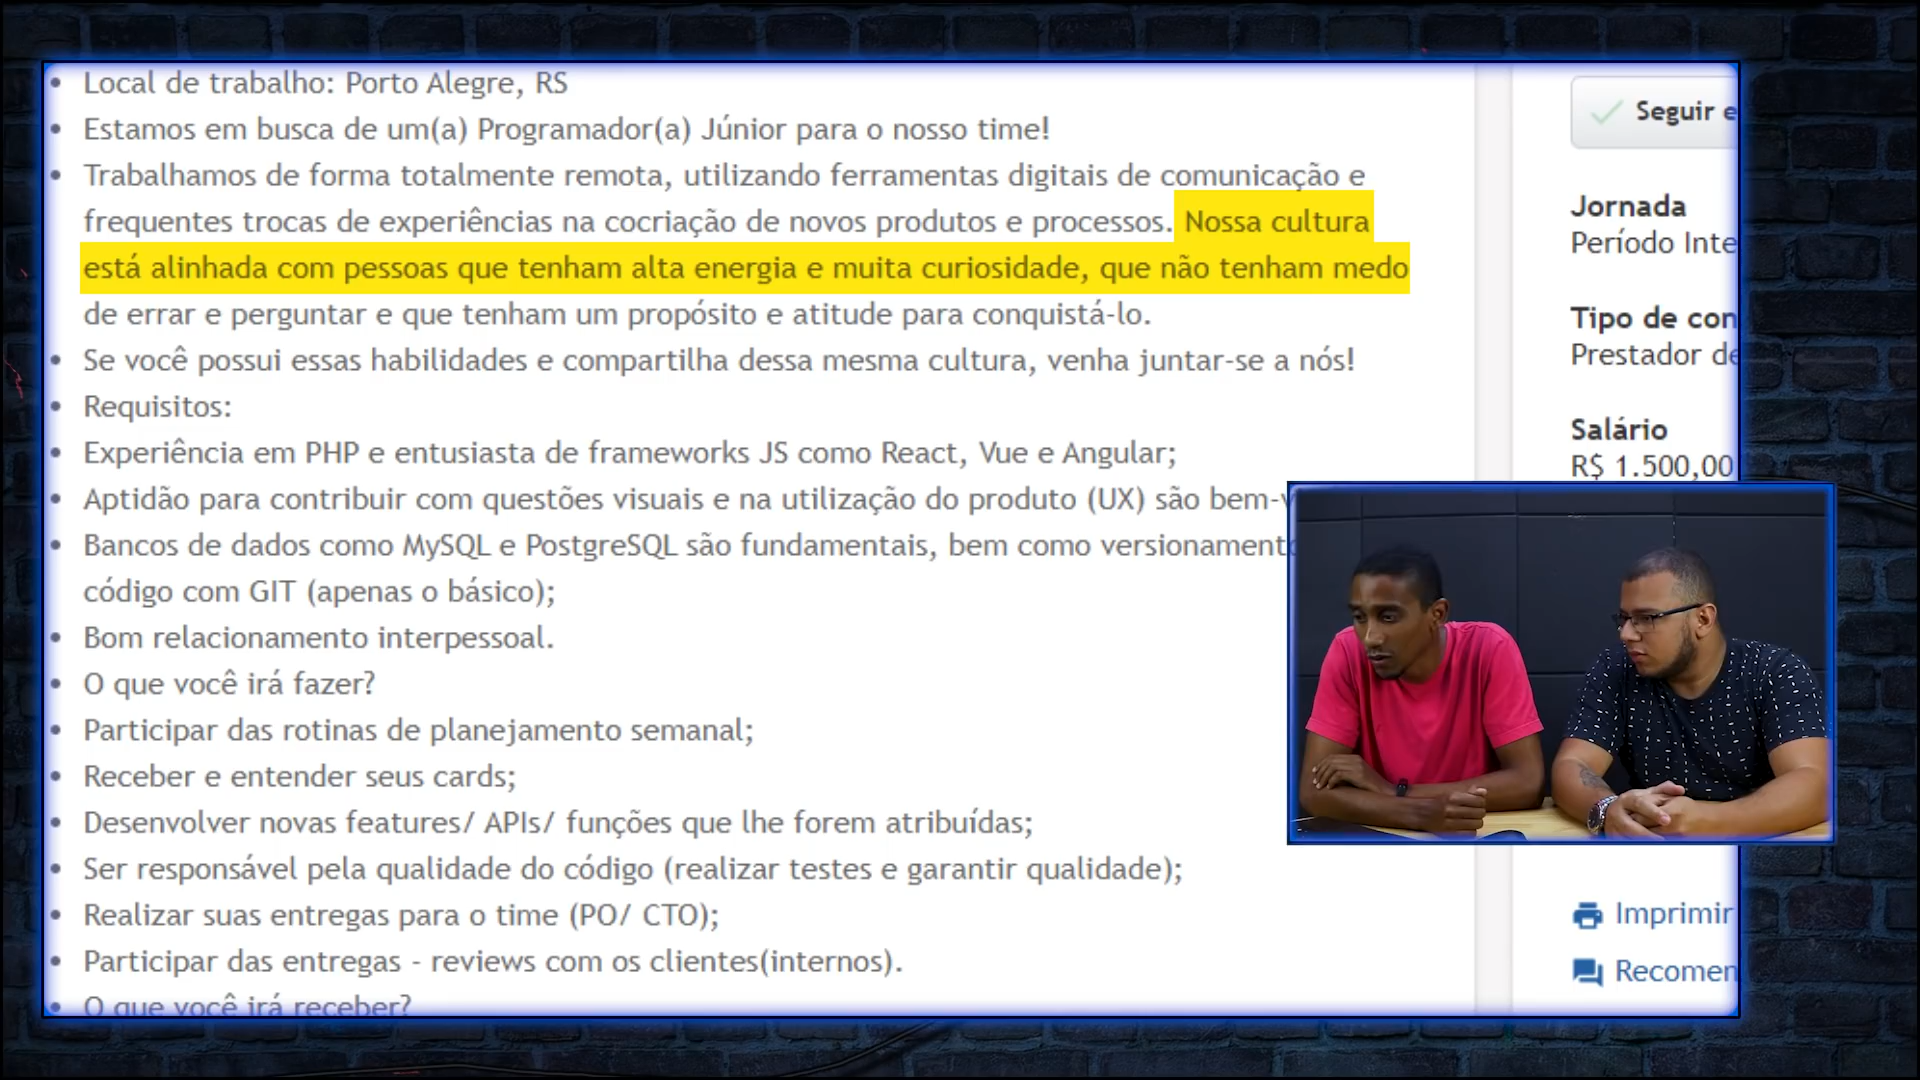 Local de trabalho: Porto Alegre, RS
Estamos em busca de um(a) Programador(a) Júnior para o nosso time!
Trabalhamos de forma totalmente remota, utilizando ferramentas digitais de comunicação e
frequentes trocas de experiências na cocriação de novos produtos e processos. Nossa cultura
está alinhada com pessoas que tenham alta energia e muita curiosidade, que não tenham medo
de errar e perguntar e que tenham um propósito e atitude para conquistá-lo.
Se você possui essas habilidades e compartilha dessa mesma cultura, venha juntar-se a nós!
Requisitos:
Experiência em PHP e entusiasta de frameworks JS como React, Vue e Angular;
Aptidão para contribuir com questões visuais e na utilização do produto (UX) são bem-v
Bancos de dados como MySQL e PostgreSQL são fundamentais, bem como versionamento
código com GIT (apenas o básico);
Bom relacionamento interpessoal.
O que você irá fazer?
Participar das rotinas de planejamento semanal;
Receber e entender seus cards;
Desenvolver novas features/ APIs/ funções que lhe forem atribuídas;
Ser responsável pela qualidade do código (realizar testes e garantir qualidade);
Realizar suas entregas para o time (PO/ CTO);
Participar das entregas - reviews com os clientes(internos).
O que você irá receber?
Seguir e
Jornada
Período Inte
Tipo de con
Prestador de
Salário
R$ 1.500,00
Imprimir
Recomen